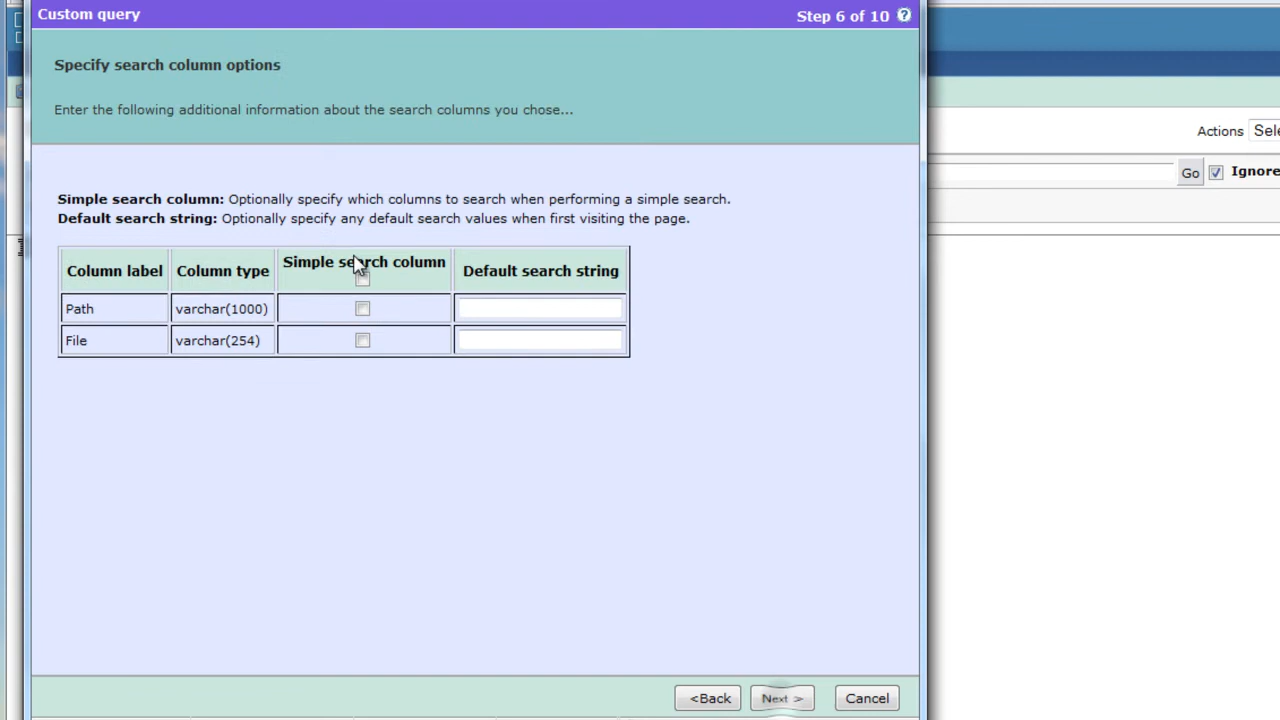 Custom query
Step 6 of 10 ?
Specify search column options
Enter the following additional information about the search columns you chose...
Actions
Go
Simple search column: Optionally specify which columns to search when performing a simple search.
Default search string: Optionally specify any default search values when first visiting the page.
Column label Column type Simple search column Default search string
Path varchar(1000)
File varchar(254)
<Back Next > Cancel